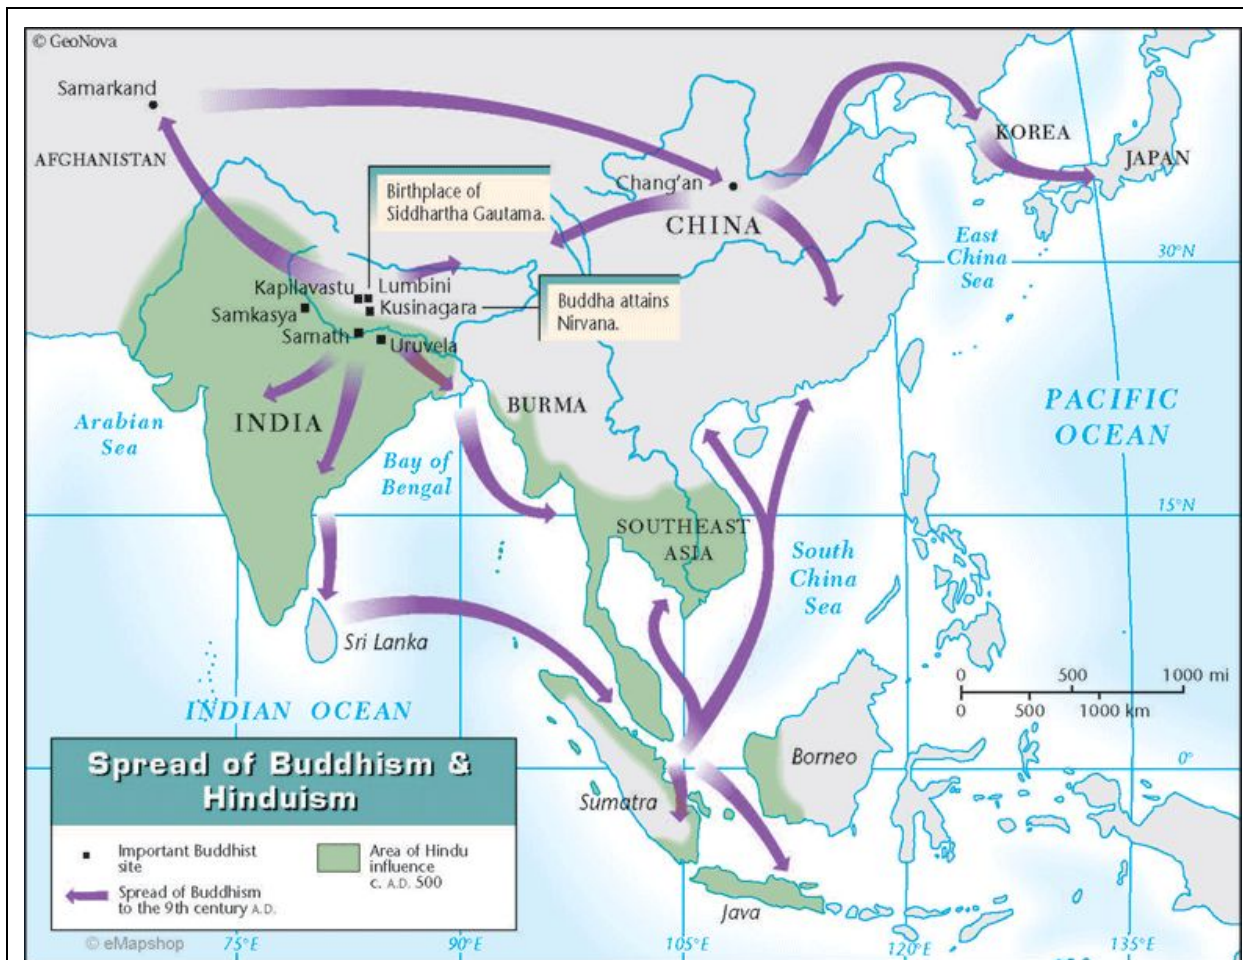 © GeoNova
Samarkand
AFGHANISTAN
Birthplace of
Siddhartha Gautama.
Chang'an
CHINA
KOREA
JAPAN
East
China
Sea
30°N
Kapilavastu
Lumbini
Kusinagara
Samkasya
Sarnath
Uruvela
Buddha attains
Nirvana.
Arabian
Sea
INDIA
BURMA
Bay of
Bengal
PACIFIC
OCEAN
15°N
SOUTHEAST
ASIA
South
China
Sea
Sri Lanka
0 500 1000 mi
0 500 1000 km
INDIAN OCEAN
Borneo
0°
Sumatra
Java
Spread of Buddhism &
Hinduism
Important Buddhist
site
Spread of Buddhism
to the 9th century A.D.
Area of Hindu
influence
c. A.D. 500
© eMapshop
75°E
90°E
105°E
120°E
135°E